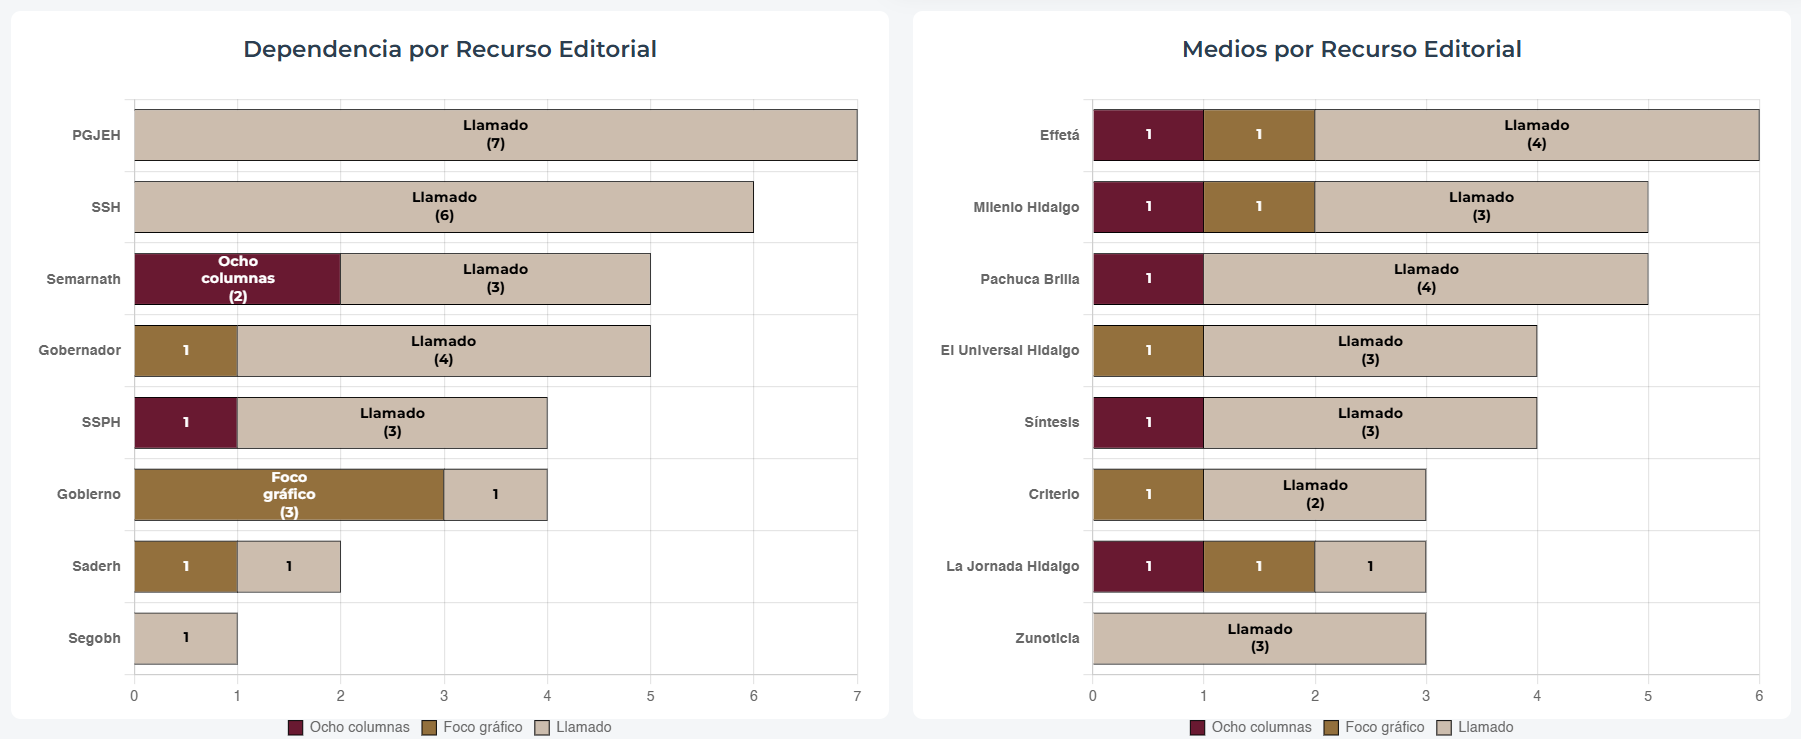 Dependencia por Recurso Editorial
PGJEH
Llamado
(7)
SSH
Llamado
(6)
Semarnath
Ocho
columnas
(2)
Llamado
(3)
Gobernador
1
Llamado
(4)
SSPH
1
Llamado
(3)
Gobierno
Foco
gráfico
(3)
1
Saderh
1
1
Segobh
1
0 1 2 3 4 5 6 7
Ocho columnas Foco gráfico Llamado
Medios por Recurso Editorial
Effetá
1
1
Llamado
(4)
Milenio Hidalgo
1
1
Llamado
(3)
Pachuca Brilla
1
Llamado
(4)
El Universal Hidalgo
1
Llamado
(3)
Síntesis
1
Llamado
(3)
Criterio
1
Llamado
(2)
La Jornada Hidalgo
1
1
1
Zunoticia
Llamado
(3)
0 1 2 3 4 5 6
Ocho columnas Foco gráfico Llamado